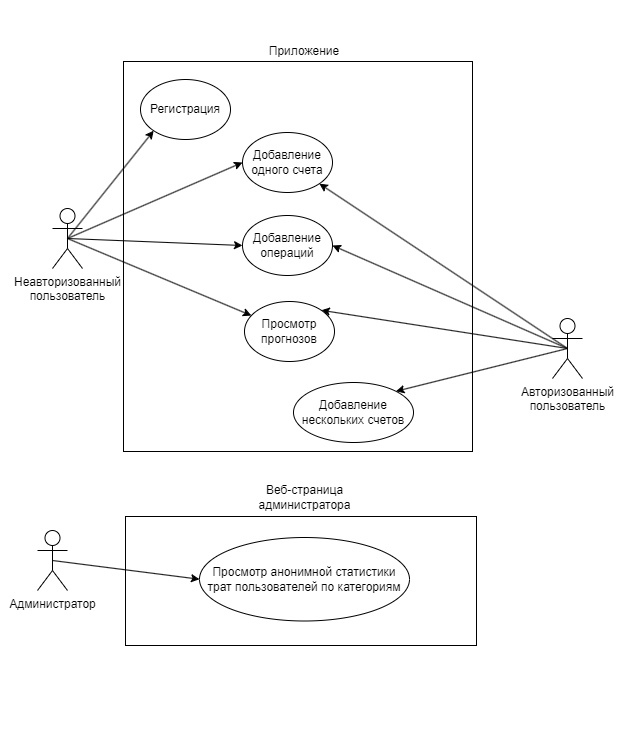 Приложение
Регистрация
Добавление
одного счета
Добавление
операций
Неавторизованный
пользователь
Просмотр
прогнозов
Авторизованный
пользователь
Добавление
нескольких счетов
Веб-страница
администратора
Просмотр анонимной статистики
трат пользователей по категориям
Администратор